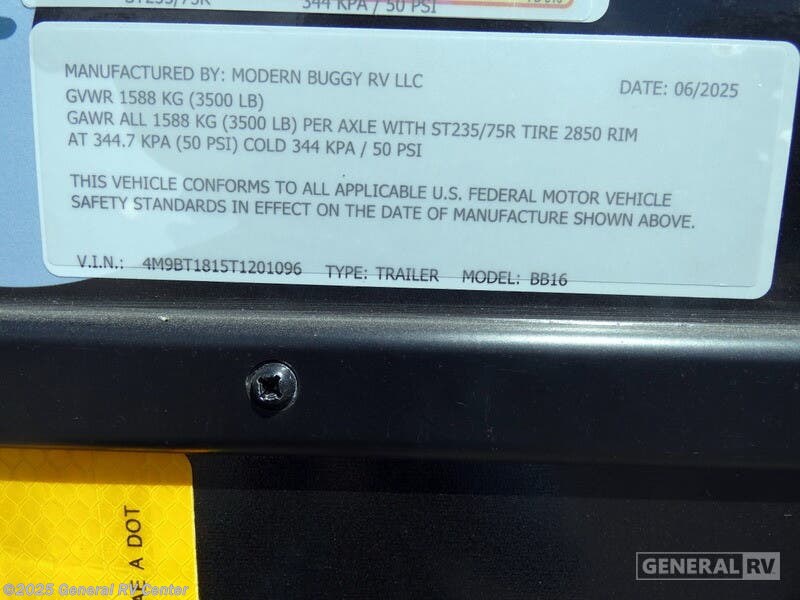 ST235/75R 344 KPA / 50 PSI
MANUFACTURED BY: MODERN BUGGY RV LLC DATE: 06/2025
GVWR 1588 KG (3500 LB)
GAWR ALL 1588 KG (3500 LB) PER AXLE WITH ST235/75R TIRE 2850 RIM
AT 344.7 KPA (50 PSI) COLD 344 KPA / 50 PSI
THIS VEHICLE CONFORMS TO ALL APPLICABLE U.S. FEDERAL MOTOR VEHICLE
SAFETY STANDARDS IN EFFECT ON THE DATE OF MANUFACTURE SHOWN ABOVE.
V.I.N.: 4M9BT1815T1201096 TYPE: TRAILER MODEL: BB16
A DOT
GENERAL RV
©2025 General RV Center